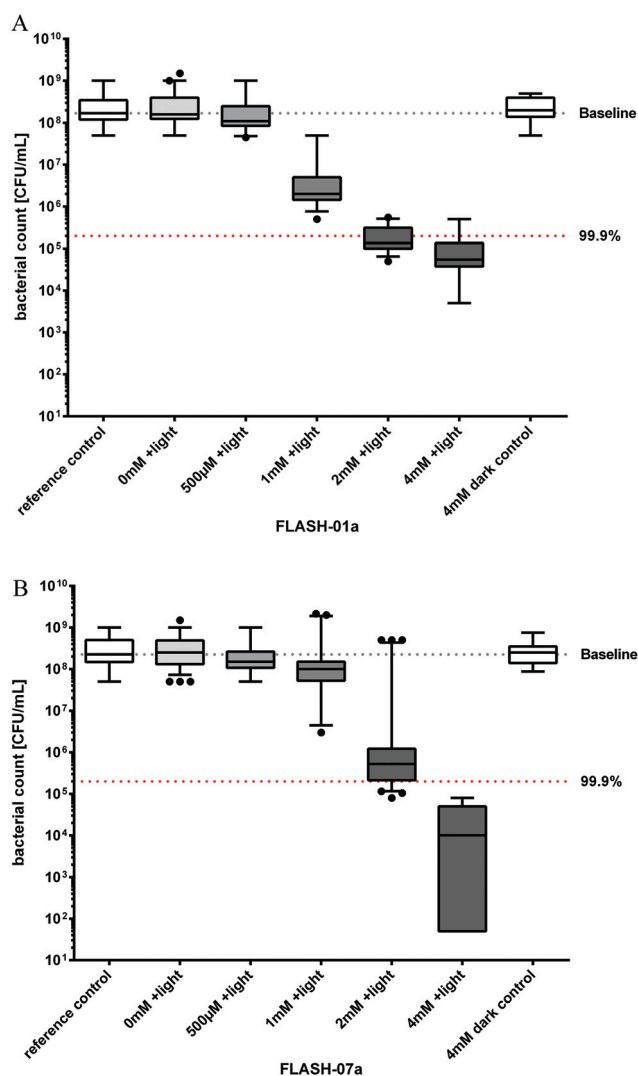 A
10¹⁰
10⁹
10⁸
10⁷
10⁶
10⁵
10⁴
10³
10²
10¹
bacterial count [CFU/mL]
Baseline
99.9%
reference control
0mM +light
500µM +light
1mM +light
2mM +light
4mM +light
4mM dark control
FLASH-01a
B
10¹⁰
10⁹
10⁸
10⁷
10⁶
10⁵
10⁴
10³
10²
10¹
bacterial count [CFU/mL]
Baseline
99.9%
reference control
0mM +light
500µM +light
1mM +light
2mM +light
4mM +light
4mM dark control
FLASH-07a